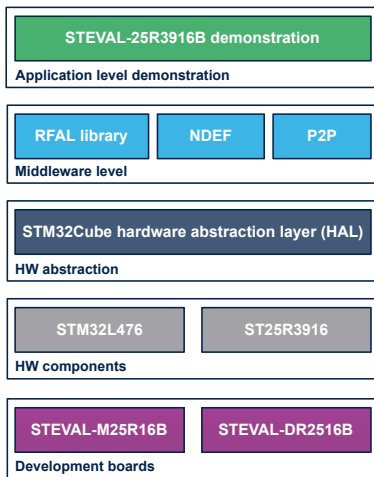 STEVAL-25R3916B demonstration
Application level demonstration
RFAL library
NDEF
P2P
Middleware level
STM32Cube hardware abstraction layer (HAL)
HW abstraction
STM32L476
ST25R3916
HW components
STEVAL-M25R16B
STEVAL-DR2516B
Development boards